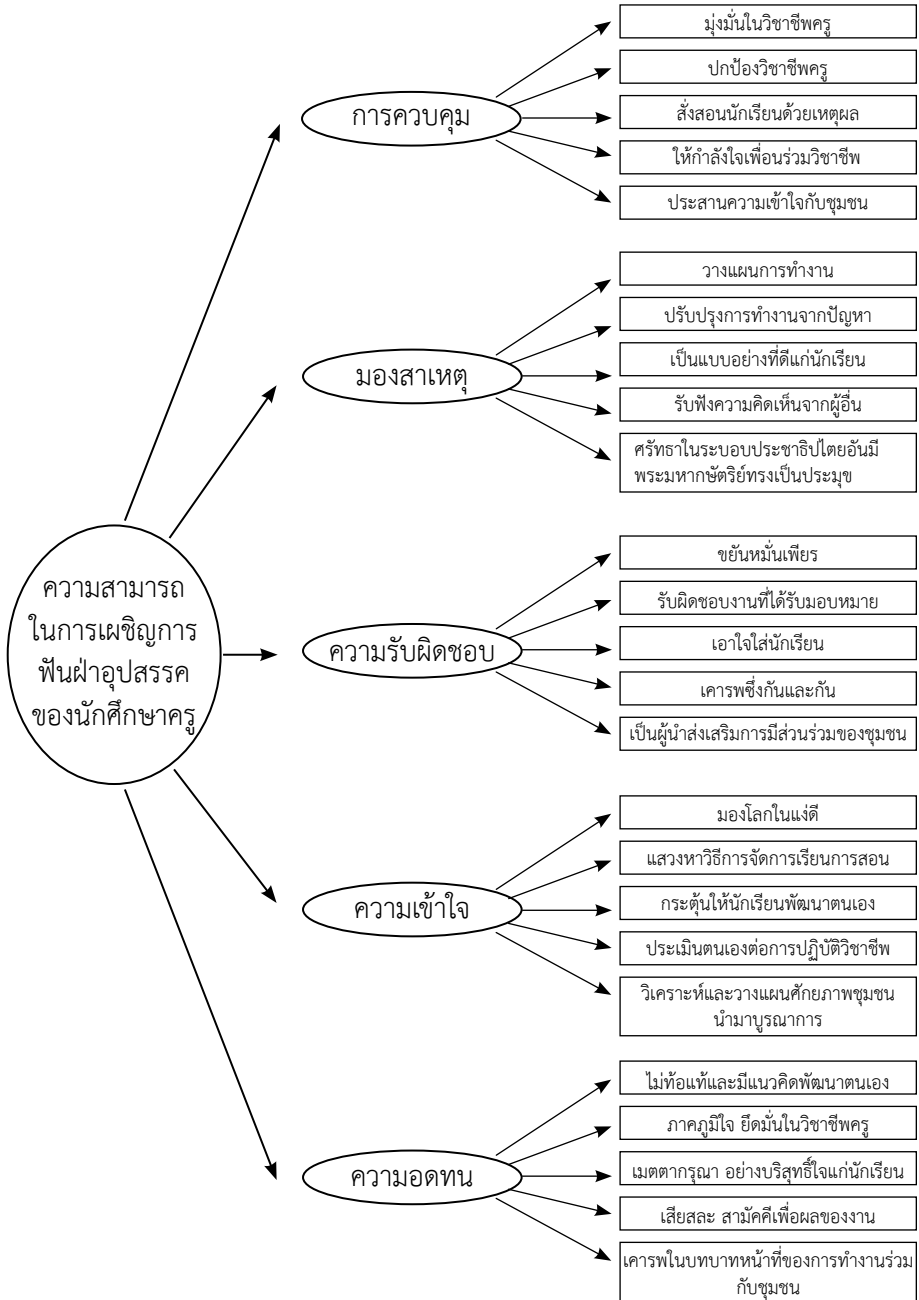 ความสามารถ
ในการเผชิญการ
ฟันฝ่าอุปสรรค
ของนักศึกษาครู
การควบคุม
มุ่งมั่นในวิชาชีพครู
ปกป้องวิชาชีพครู
สั่งสอนนักเรียนด้วยเหตุผล
ให้กำลังใจเพื่อนร่วมวิชาชีพ
ประสานความเข้าใจกับชุมชน
มองสาเหตุ
วางแผนการทำงาน
ปรับปรุงการทำงานจากปัญหา
เป็นแบบอย่างที่ดีแก่นักเรียน
รับฟังความคิดเห็นจากผู้อื่น
ศรัทธาในระบอบประชาธิปไตยอันมี
พระมหากษัตริย์ทรงเป็นประมุข
ความรับผิดชอบ
ขยันหมั่นเพียร
รับผิดชอบงานที่ได้รับมอบหมาย
เอาใจใส่นักเรียน
เคารพซึ่งกันและกัน
เป็นผู้นำส่งเสริมการมีส่วนร่วมของชุมชน
ความเข้าใจ
มองโลกในแง่ดี
แสวงหาวิธีการจัดการเรียนการสอน
กระตุ้นให้นักเรียนพัฒนาตนเอง
ประเมินตนเองต่อการปฏิบัติวิชาชีพ
วิเคราะห์และวางแผนศักยภาพชุมชน
นำมาบูรณาการ
ความอดทน
ไม่ท้อแท้และมีแนวคิดพัฒนาตนเอง
ภาคภูมิใจ ยึดมั่นในวิชาชีพครู
เมตตากรุณา อย่างบริสุทธิ์ใจแก่นักเรียน
เสียสละ สามัคคีเพื่อผลของงาน
เคารพในบทบาทหน้าที่ของการทำงานร่วม
กับชุมชน